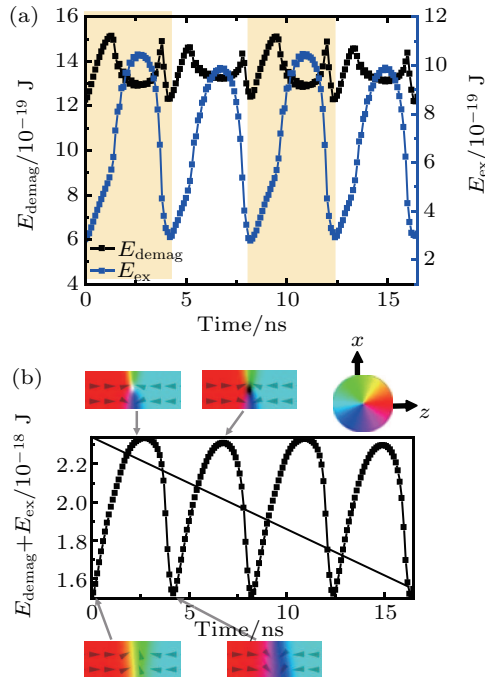 (a)
16
14
12
10
8
6
4
E_demag/10⁻¹⁹ J
12
10
8
6
4
2
E_ex/10⁻¹⁹ J
E_demag
E_ex
0 5 10 15
Time/ns
(b)
x
z
2.2
2.0
1.8
1.6
E_demag+E_ex/10⁻¹⁸ J
0 5 10 15
Time/ns